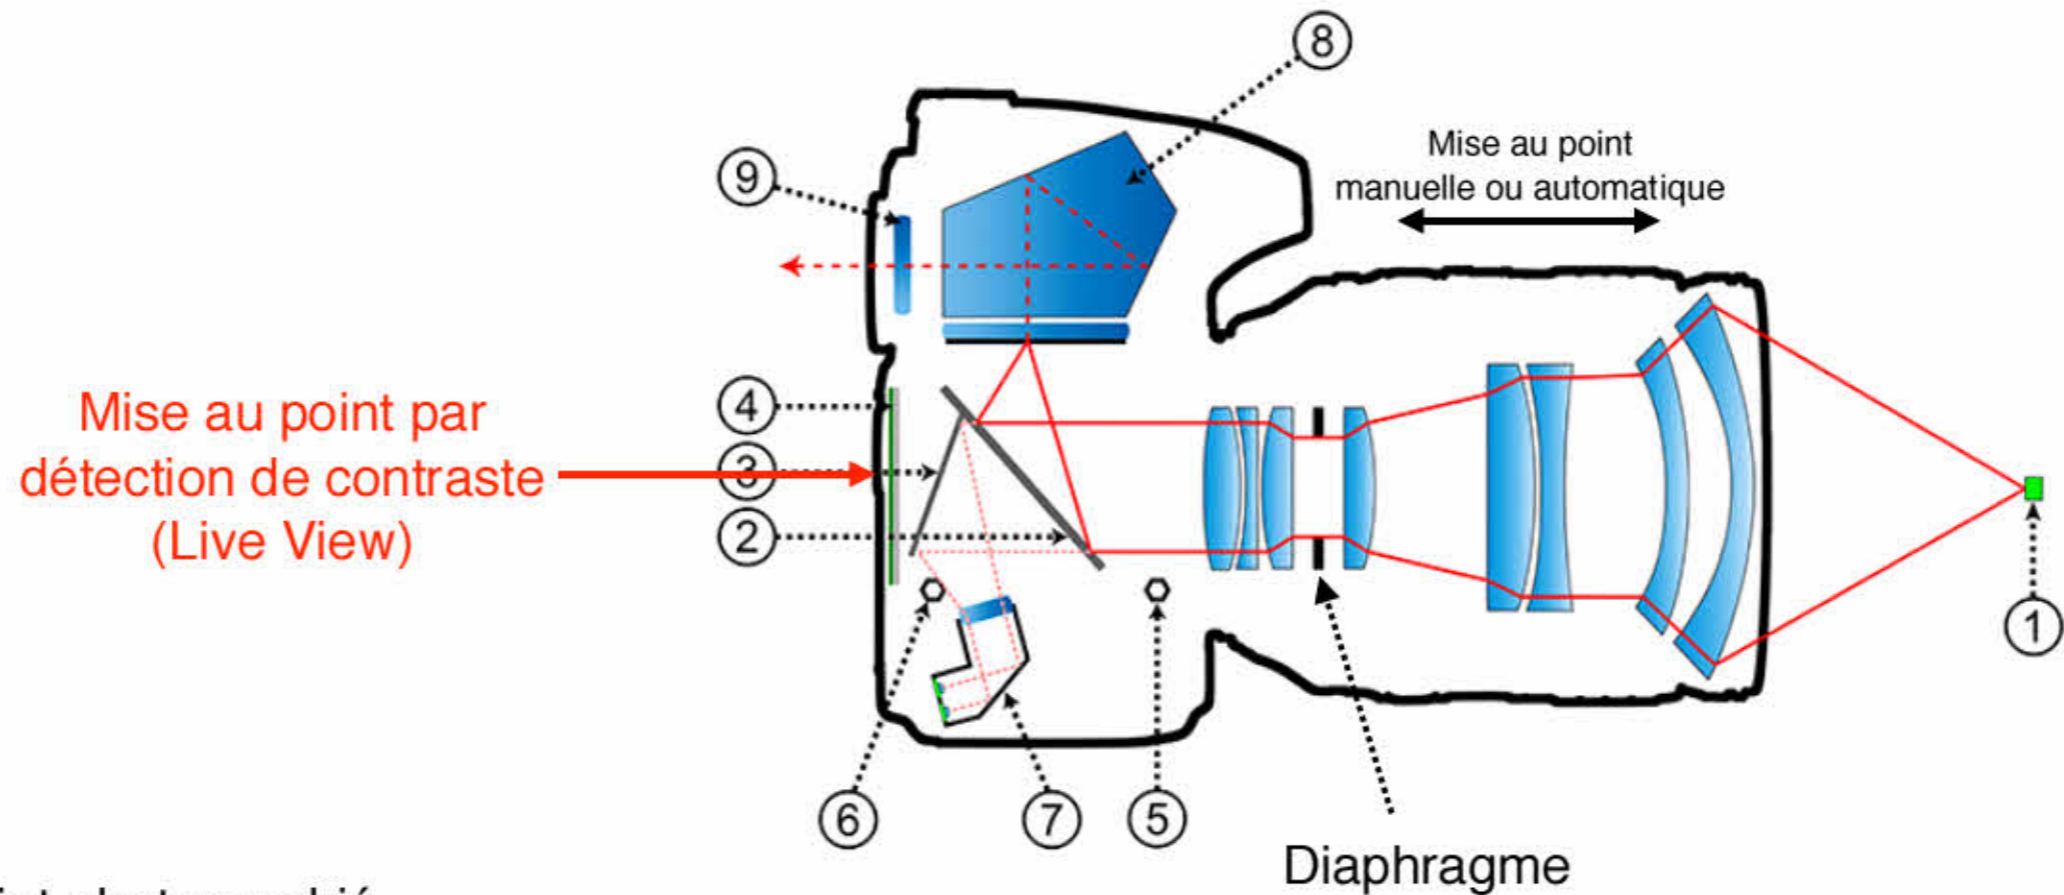 8
Mise au point
manuelle ou automatique
9
Mise au point par
détection de contraste
(Live View)
4
3
2
1
6
7
5
Diaphragme